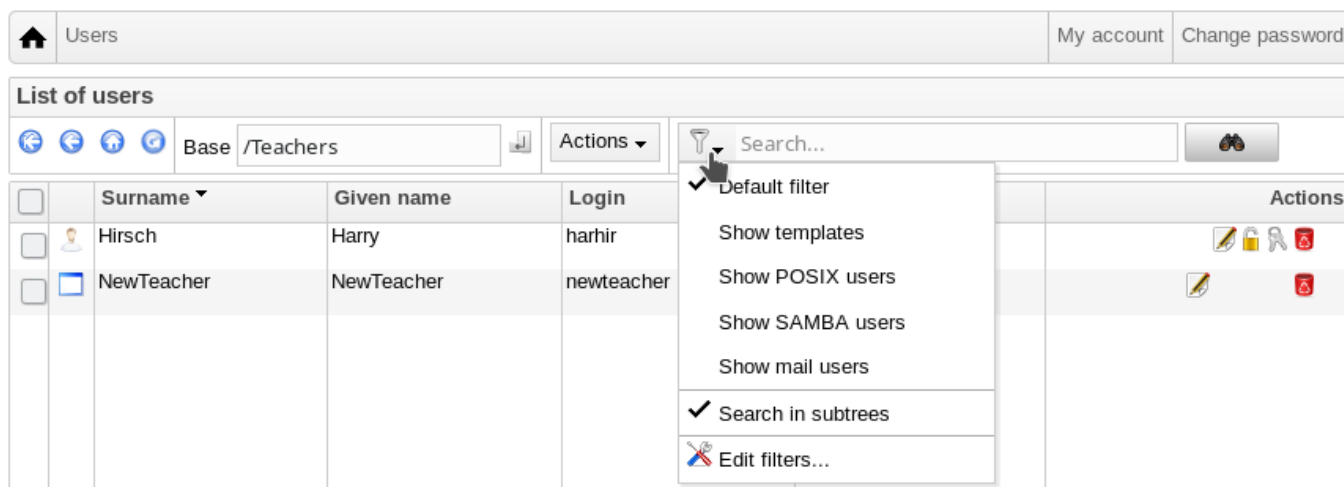 Users My account Change password
List of users
Base /Teachers Actions Search...
Surname Given name Login Actions
Hirsch Harry harhir
NewTeacher NewTeacher newteacher
Default filter
Show templates
Show POSIX users
Show SAMBA users
Show mail users
Search in subtrees
Edit filters...